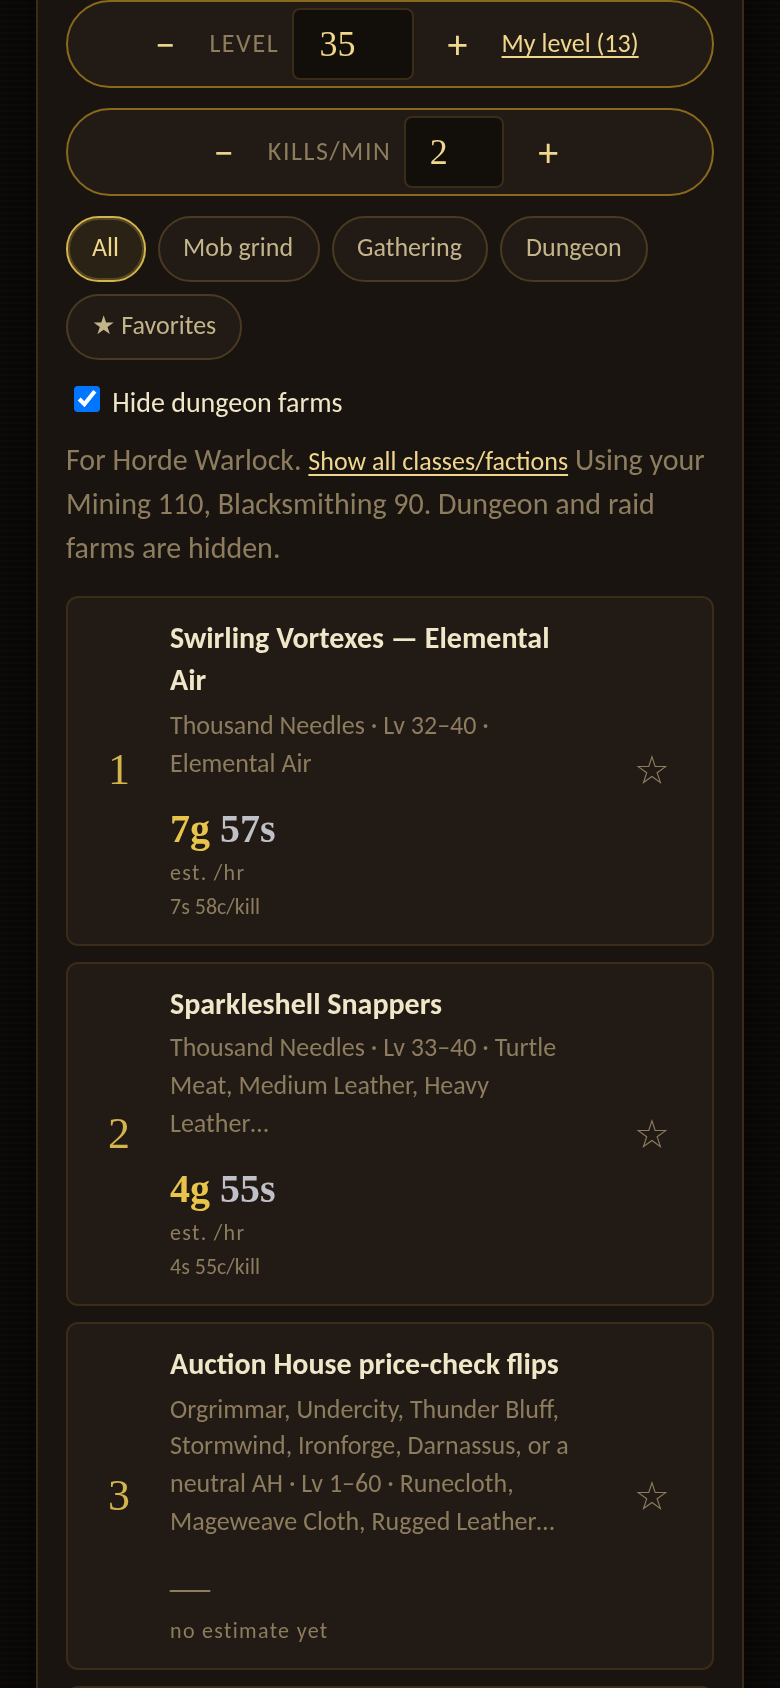 − LEVEL 35 + My level (13)
− KILLS/MIN 2 +
All Mob grind Gathering Dungeon
★ Favorites
Hide dungeon farms
For Horde Warlock. Show all classes/factions Using your
Mining 110, Blacksmithing 90. Dungeon and raid
farms are hidden.
Swirling Vortexes — Elemental
Air
Thousand Needles · Lv 32–40 ·
Elemental Air
1
☆
7g 57s
est. /hr
7s 58c/kill
Sparkleshell Snappers
Thousand Needles · Lv 33–40 · Turtle
Meat, Medium Leather, Heavy
Leather...
2
☆
4g 55s
est. /hr
4s 55c/kill
Auction House price-check flips
Orgrimmar, Undercity, Thunder Bluff,
Stormwind, Ironforge, Darnassus, or a
neutral AH · Lv 1–60 · Runecloth,
Mageweave Cloth, Rugged Leather...
3
☆
—
no estimate yet